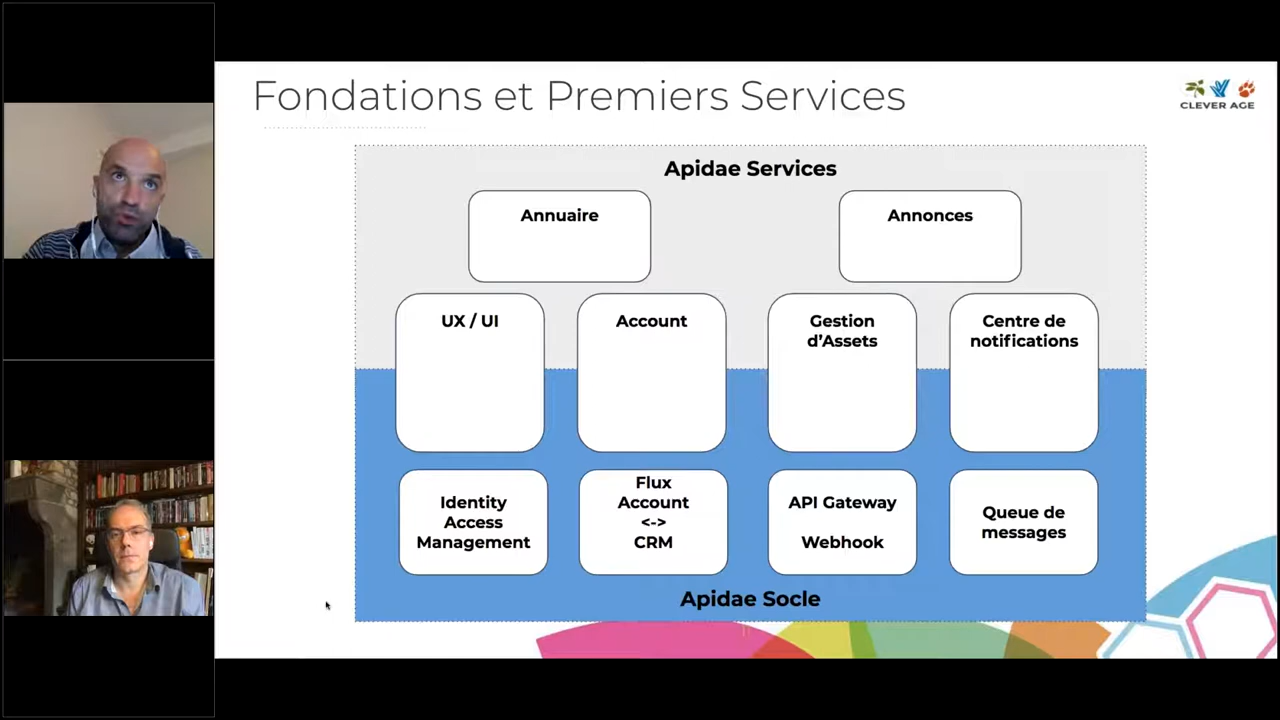 Fondations et Premiers Services
CLEVER AGE
Apidae Services
Annuaire
Annonces
UX / UI
Account
Gestion
d'Assets
Centre de
notifications
Identity
Access
Management
Flux
Account
<->
CRM
API Gateway
Webhook
Queue de
messages
Apidae Socle